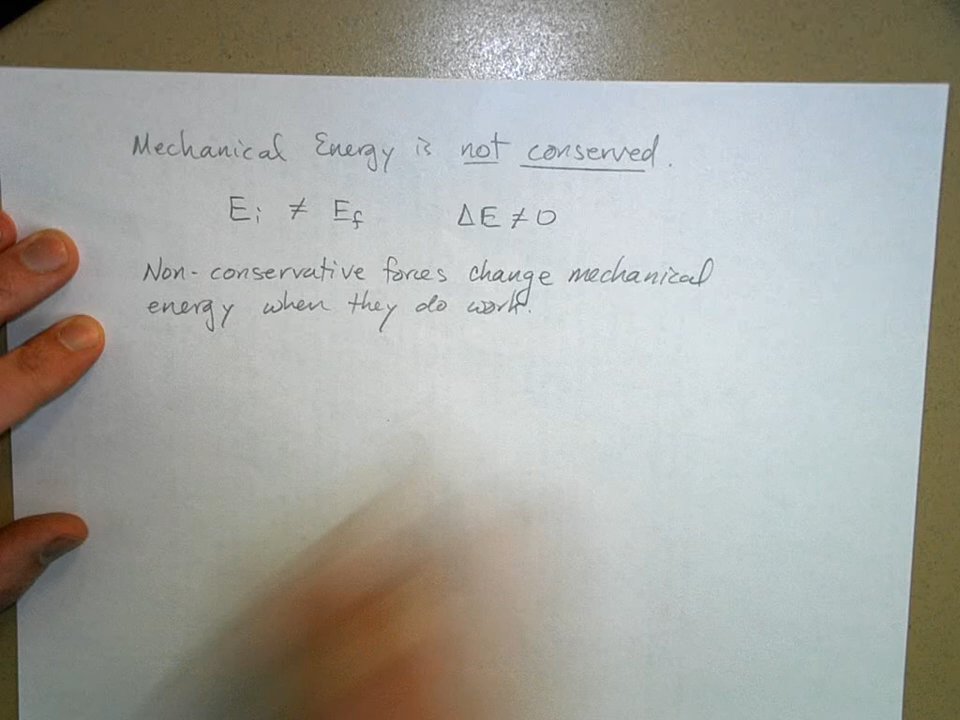 Mechanical Energy is not conserved.
Ei ≠ Ef ΔE ≠ 0
Non-conservative forces change mechanical
energy when they do work.